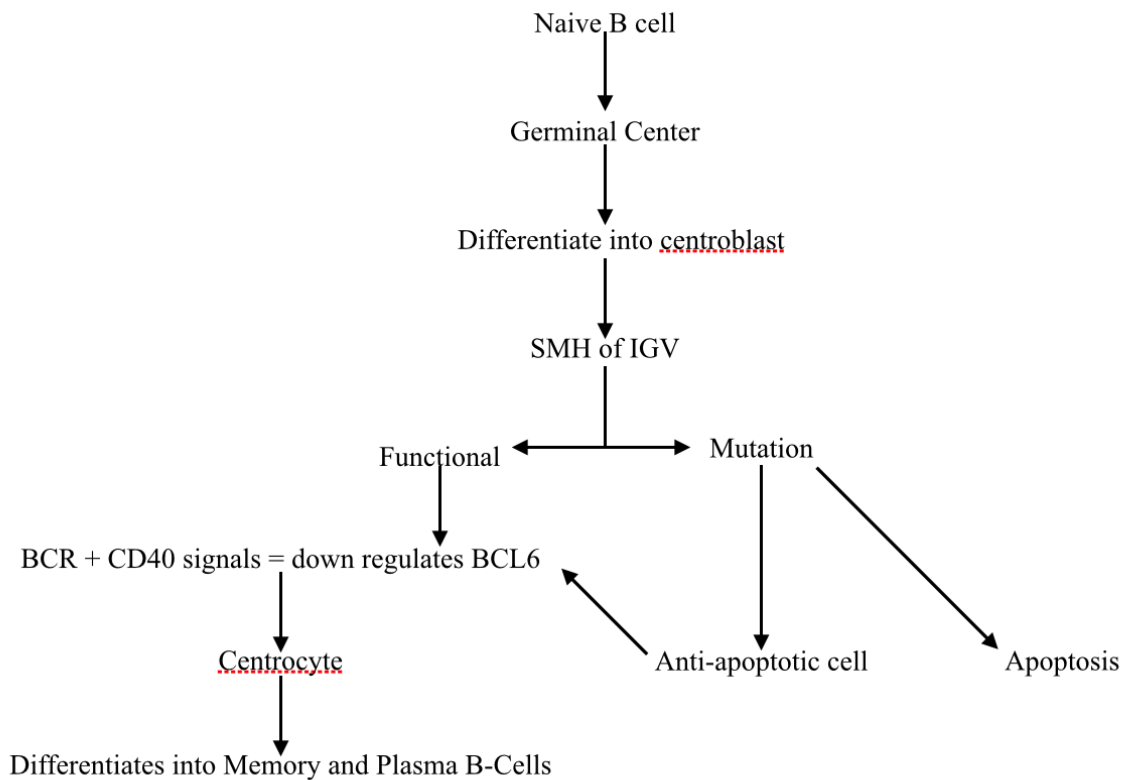 Naive B cell
Germinal Center
Differentiate into centroblast
SMH of IGV
Functional
Mutation
BCR + CD40 signals = down regulates BCL6
Centrocyte
Anti-apoptotic cell
Apoptosis
Differentiates into Memory and Plasma B-Cells